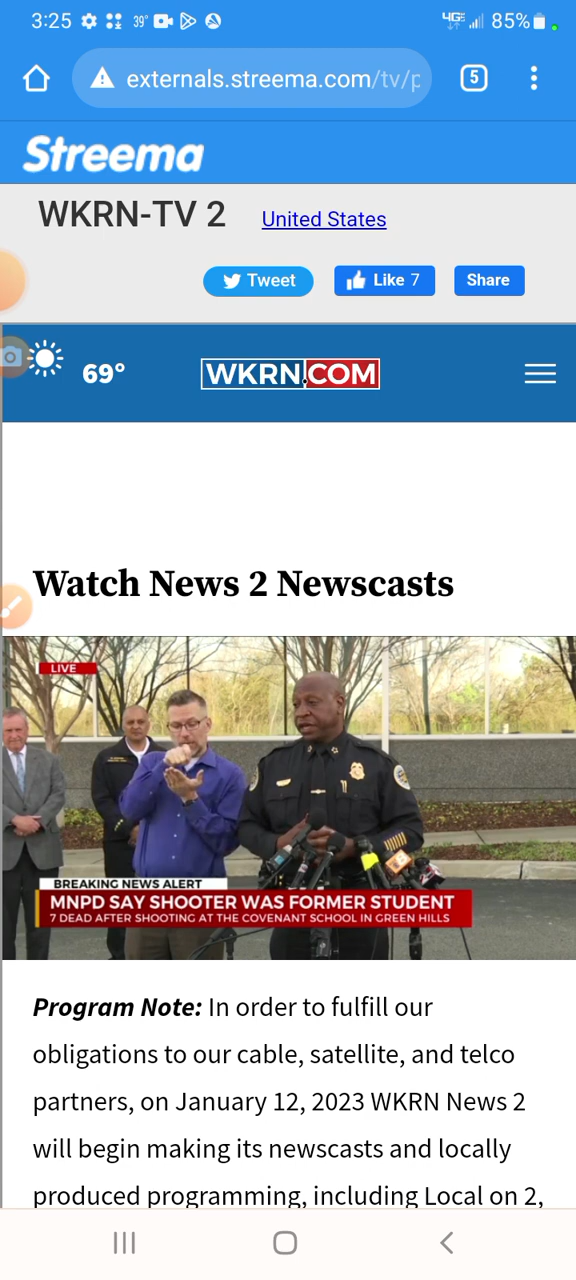 3:25 39° 4GE 85%
externals.streema.com/tv/p 5
Streema
WKRN-TV 2 United States
Tweet Like 7 Share
69° WKRN.COM
Watch News 2 Newscasts
LIVE
BREAKING NEWS ALERT
MNPD SAY SHOOTER WAS FORMER STUDENT
7 DEAD AFTER SHOOTING AT THE COVENANT SCHOOL IN GREEN HILLS
Program Note: In order to fulfill our
obligations to our cable, satellite, and telco
partners, on January 12, 2023 WKRN News 2
will begin making its newscasts and locally
produced programming, including Local on 2,